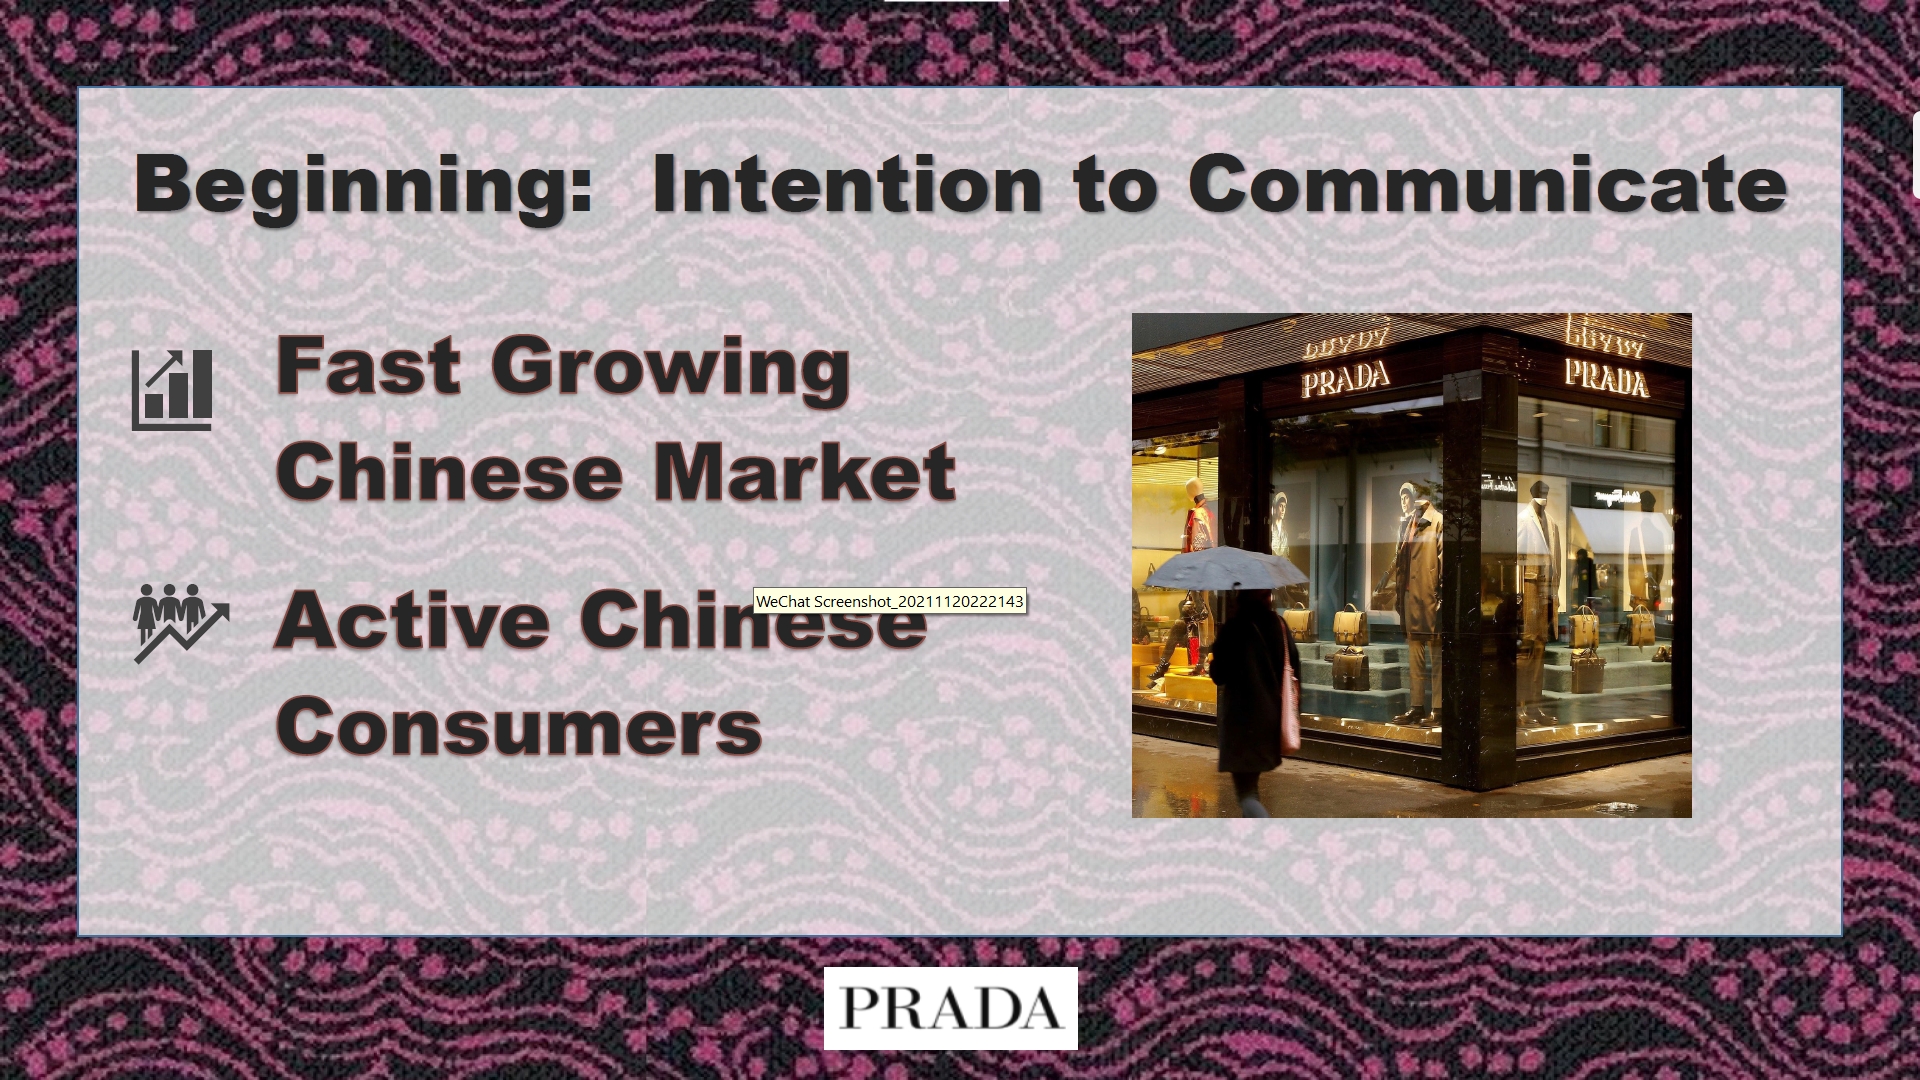 Beginning:  Intention to Communicate
Fast Growing
Chinese Market
Active Chinese
Consumers
WeChat Screenshot_20211120222143
PRADA
PRADA
PRADA